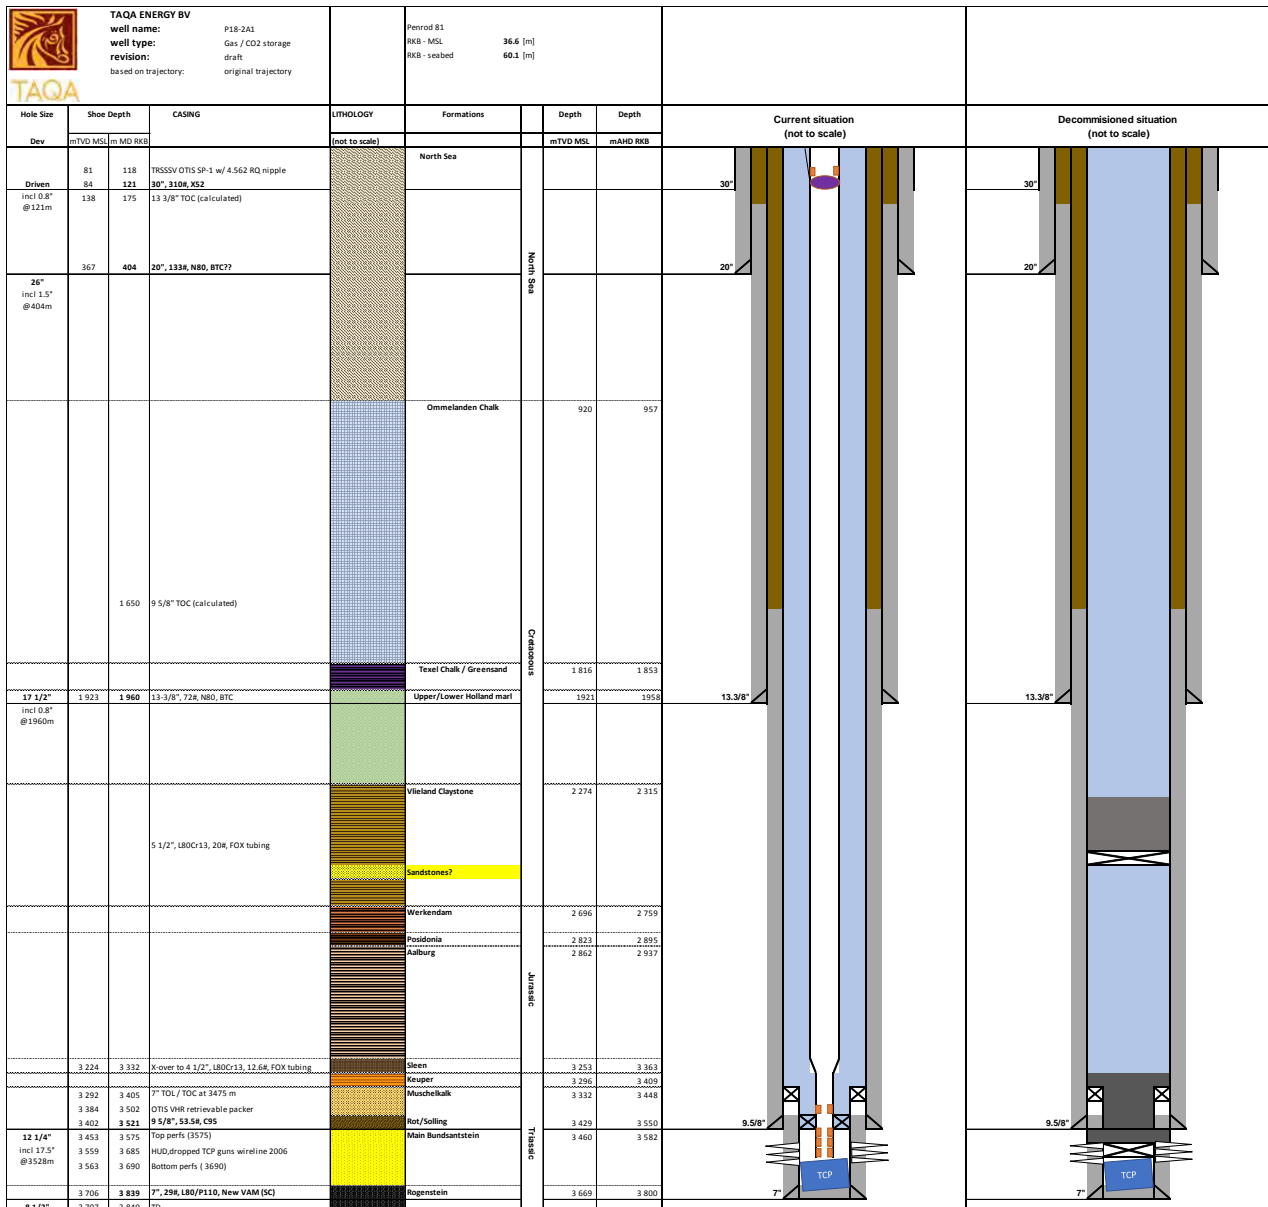 TAQA
TAQA ENERGY BV
well name: P18-2A1
well type: Gas / CO2 storage
revision: draft
based on trajectory: original trajectory
Penrod 81
RKB - MSL 36.6 [m]
RKB - seabed 60.1 [m]
Hole Size Shoe Depth CASING LITHOLOGY Formations Depth Depth
Current situation Decommisioned situation
(not to scale) (not to scale)
Dev mTVD MSL m MD RKB (not to scale) mTVD MSL mAHD RKB
North Sea
81 118 TRSSSV OTIS SP-1 w/ 4.562 RQ nipple
Driven 84 121 30", 310#, X52 30" 30"
incl 0.8° 138 175 13 3/8" TOC (calculated)
@121m
367 404 20", 133#, N80, BTC?? North Sea 20" 20"
26"
incl 1.5°
@404m
Ommelanden Chalk 920 957
1 650 9 5/8" TOC (calculated)
Cretaceous
Texel Chalk / Greensand 1 816 1 853
17 1/2" 1 923 1 960 13-3/8", 72#, N80, BTC Upper/Lower Holland marl 1921 1958 13.3/8" 13.3/8"
incl 0.8°
@1960m
Vlieland Claystone 2 274 2 315
5 1/2", L80Cr13, 20#, FOX tubing
Sandstones?
Werkendam 2 696 2 759
Posidonia 2 823 2 895
Aalburg 2 862 2 937
Jurassic
3 224 3 332 X-over to 4 1/2", L80Cr13, 12.6#, FOX tubing Sleen 3 253 3 363
Keuper 3 296 3 409
3 292 3 405 7" TOL / TOC at 3475 m Muschelkalk 3 332 3 448
3 384 3 502 OTIS VHR retrievable packer
3 402 3 521 9 5/8", 53.5#, C95 Rot/Solling 3 429 3 550 9.5/8" 9.5/8"
12 1/4" 3 453 3 575 Top perfs (3575) Main Bundsantstein 3 460 3 582
Triassic
incl 17.5° 3 559 3 685 HUD,dropped TCP guns wireline 2006
@3528m 3 563 3 690 Bottom perfs ( 3690)
TCP TCP
3 706 3 839 7", 29#, L80/P110, New VAM (SC) Rogenstein 3 669 3 800 7" 7"